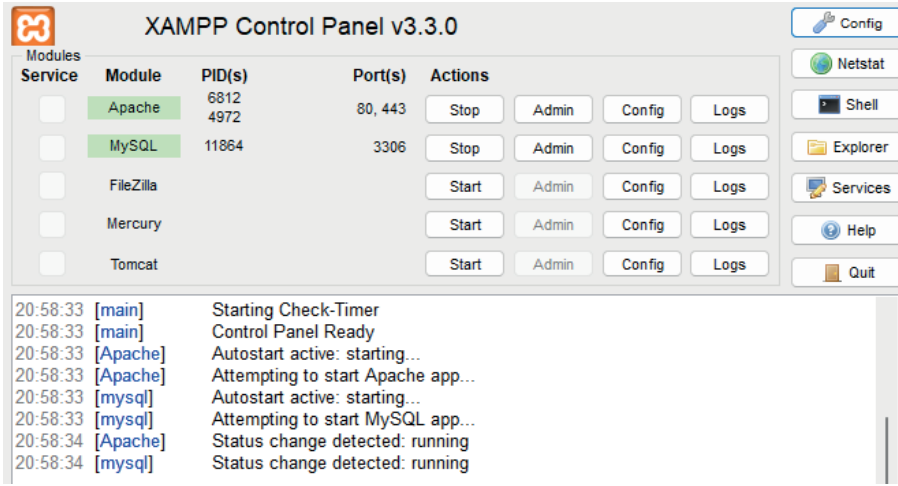 XAMPP Control Panel v3.3.0
Config
Modules
Netstat
Service Module PID(s) Port(s) Actions
Apache 6812 4972 80, 443 Stop Admin Config Logs
Shell
MySQL 11864 3306 Stop Admin Config Logs
Explorer
FileZilla Start Admin Config Logs
Services
Mercury Start Admin Config Logs
Help
Tomcat Start Admin Config Logs
Quit
20:58:33 [main] Starting Check-Timer
20:58:33 [main] Control Panel Ready
20:58:33 [Apache] Autostart active: starting...
20:58:33 [Apache] Attempting to start Apache app...
20:58:33 [mysql] Autostart active: starting...
20:58:33 [mysql] Attempting to start MySQL app...
20:58:34 [Apache] Status change detected: running
20:58:34 [mysql] Status change detected: running